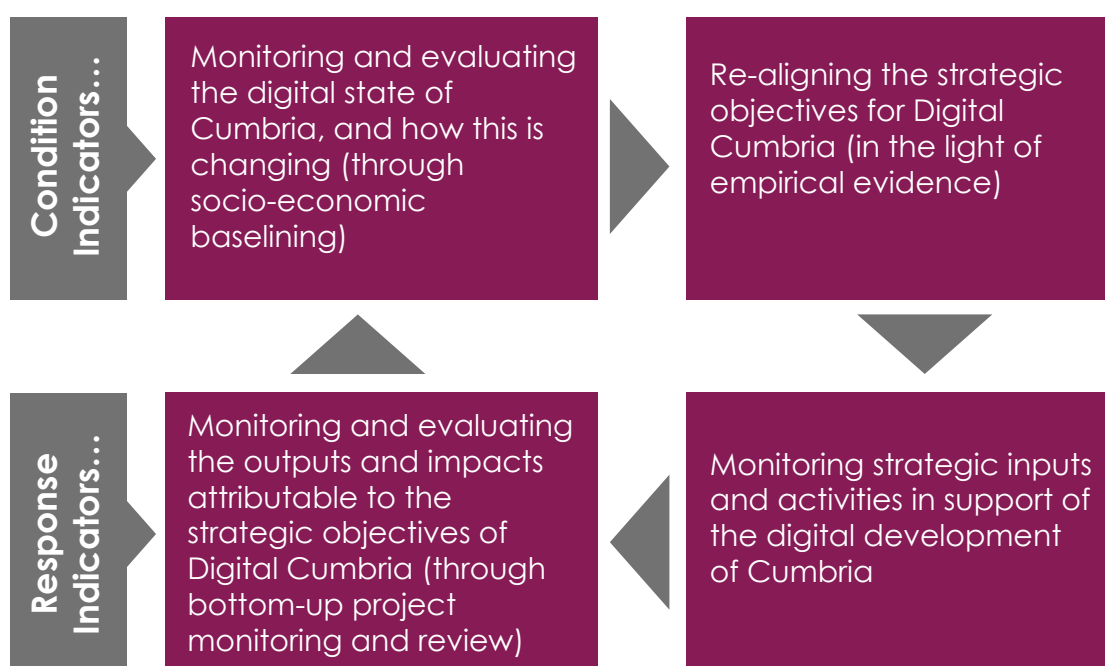 Condition
Indicators…
Monitoring and evaluating
the digital state of
Cumbria, and how this is
changing (through
socio-economic
baselining)
Re-aligning the strategic
objectives for Digital
Cumbria (in the light of
empirical evidence)
Response
Indicators…
Monitoring and evaluating
the outputs and impacts
attributable to the
strategic objectives of
Digital Cumbria (through
bottom-up project
monitoring and review)
Monitoring strategic inputs
and activities in support of
the digital development
of Cumbria